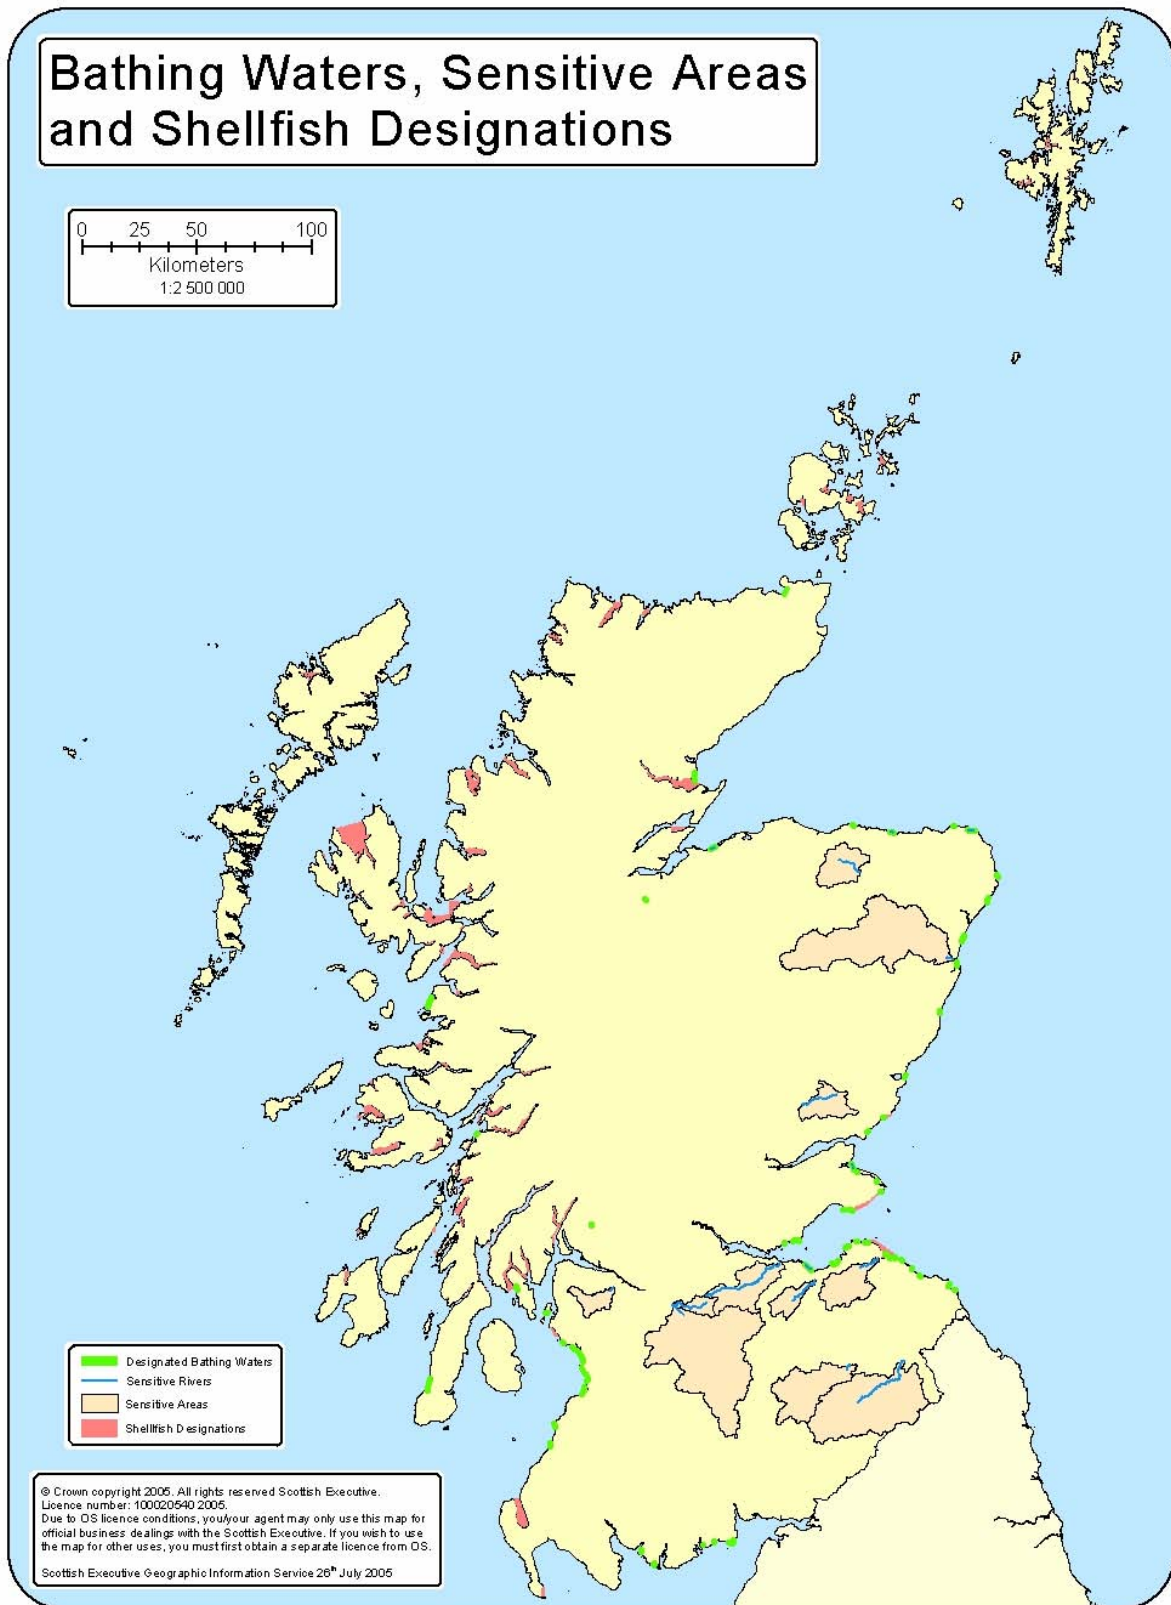 Bathing Waters, Sensitive Areas
and Shellfish Designations
0 25 50 100
Kilometers
1:2 500 000
Designated Bathing Waters
Sensitive Rivers
Sensitive Areas
Shellfish Designations
© Crown copyright 2005. All rights reserved Scottish Executive.
Licence number: 100020540 2005.
Due to OS licence conditions, you/your agent may only use this map for
official business dealings with the Scottish Executive. If you wish to use
the map for other uses, you must first obtain a separate licence from OS.
Scottish Executive Geographic Information Service 26th July 2005